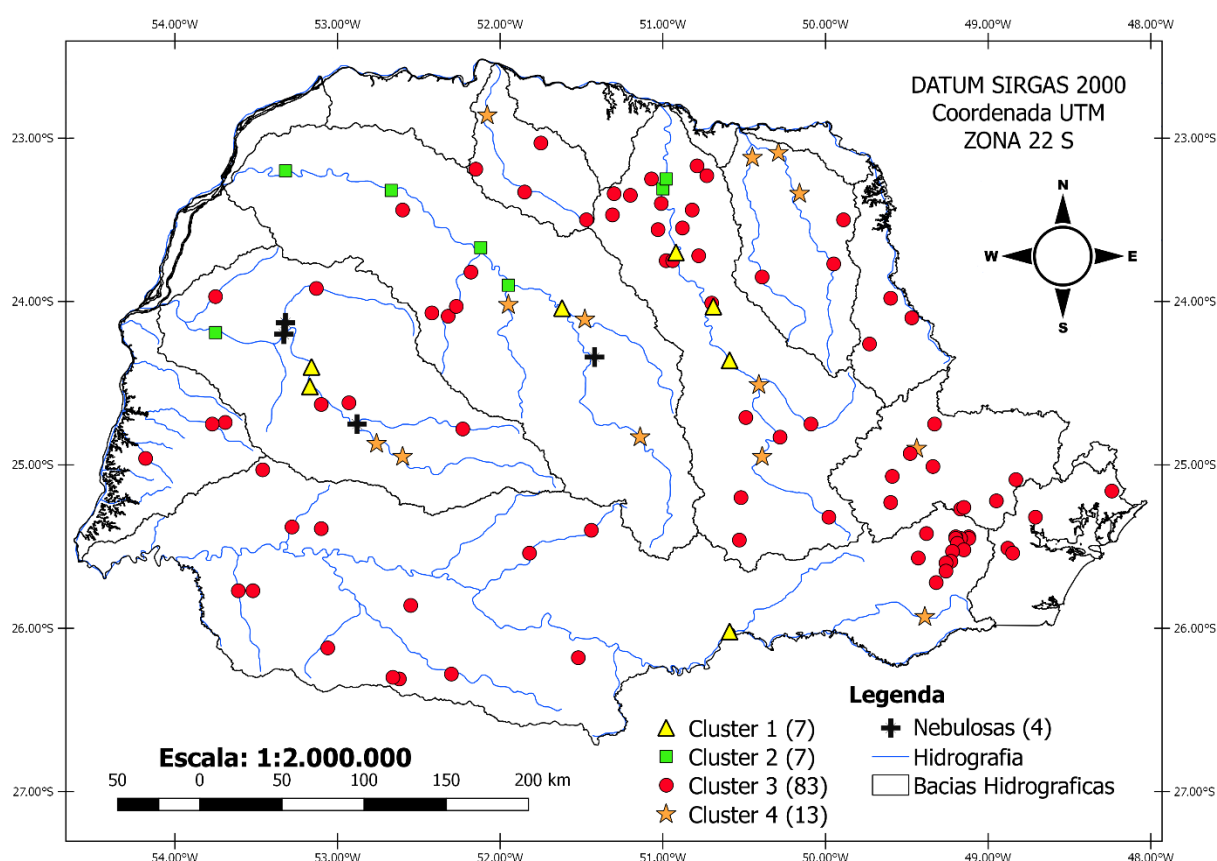 54.00°W 53.00°W 52.00°W 51.00°W 50.00°W 49.00°W 48.00°W
DATUM SIRGAS 2000
Coordenada UTM
ZONA 22 S
23.00°S 23.00°S
N
W E
S
24.00°S 24.00°S
25.00°S 25.00°S
26.00°S 26.00°S
Legenda
Cluster 1 (7)
Cluster 2 (7)
Cluster 3 (83)
Cluster 4 (13)
Nebulosas (4)
Hidrografia
Bacias Hidrograficas
Escala: 1:2.000.000
50 0 50 100 150 200 km
27.00°S 27.00°S
54.00°W 53.00°W 52.00°W 51.00°W 50.00°W 49.00°W 48.00°W